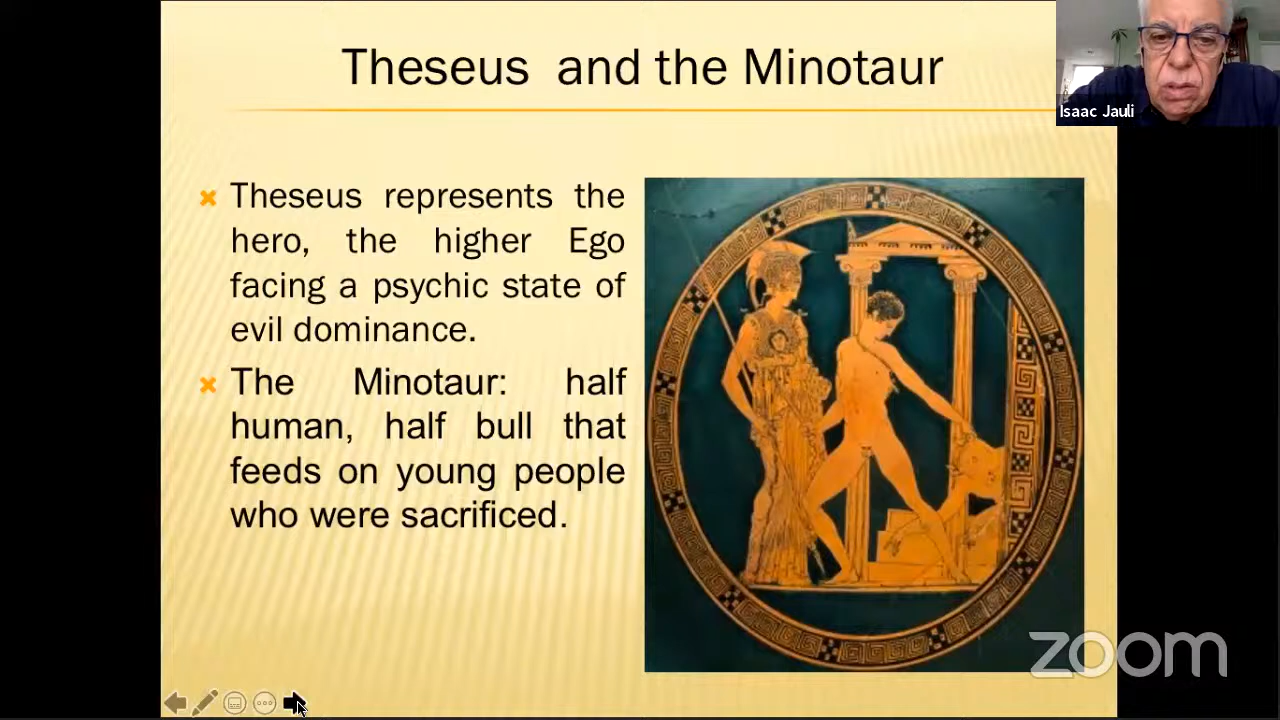 Theseus and the Minotaur
Isaac Jauli
Theseus represents the
hero, the higher Ego
facing a psychic state of
evil dominance.
The Minotaur: half
human, half bull that
feeds on young people
who were sacrificed.
zoom